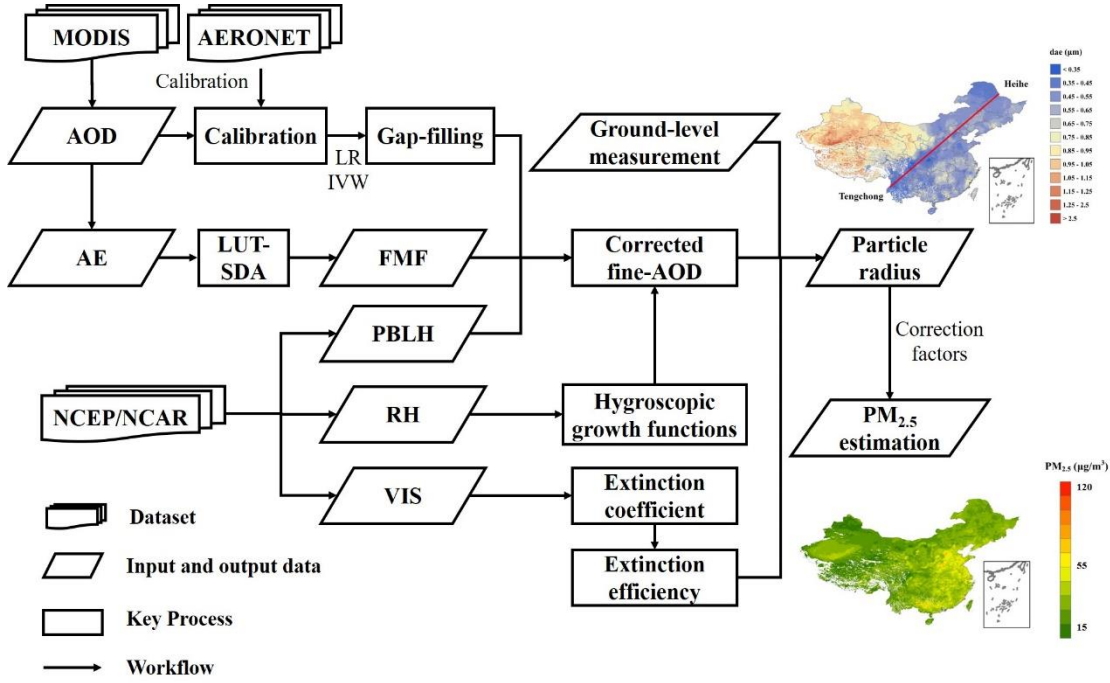 MODIS
AERONET
Calibration
AOD
Calibration
Gap-filling
LR
IVW
Ground-level
measurement
AE
LUT-
SDA
FMF
Corrected
fine-AOD
Particle
radius
PBLH
Correction
factors
NCEP/NCAR
RH
Hygroscopic
growth functions
PM2.5
estimation
VIS
Extinction
coefficient
Extinction
efficiency
Dataset
Input and output data
Key Process
Workflow
dae (μm)
< 0.35
0.35 - 0.45
0.45 - 0.55
0.55 - 0.65
0.65 - 0.75
0.75 - 0.85
0.85 - 0.95
0.95 - 1.05
1.05 - 1.15
1.15 - 1.25
1.25 - 2.5
> 2.5
Heihe
Tengchong
PM2.5 (μg/m³)
120
55
15